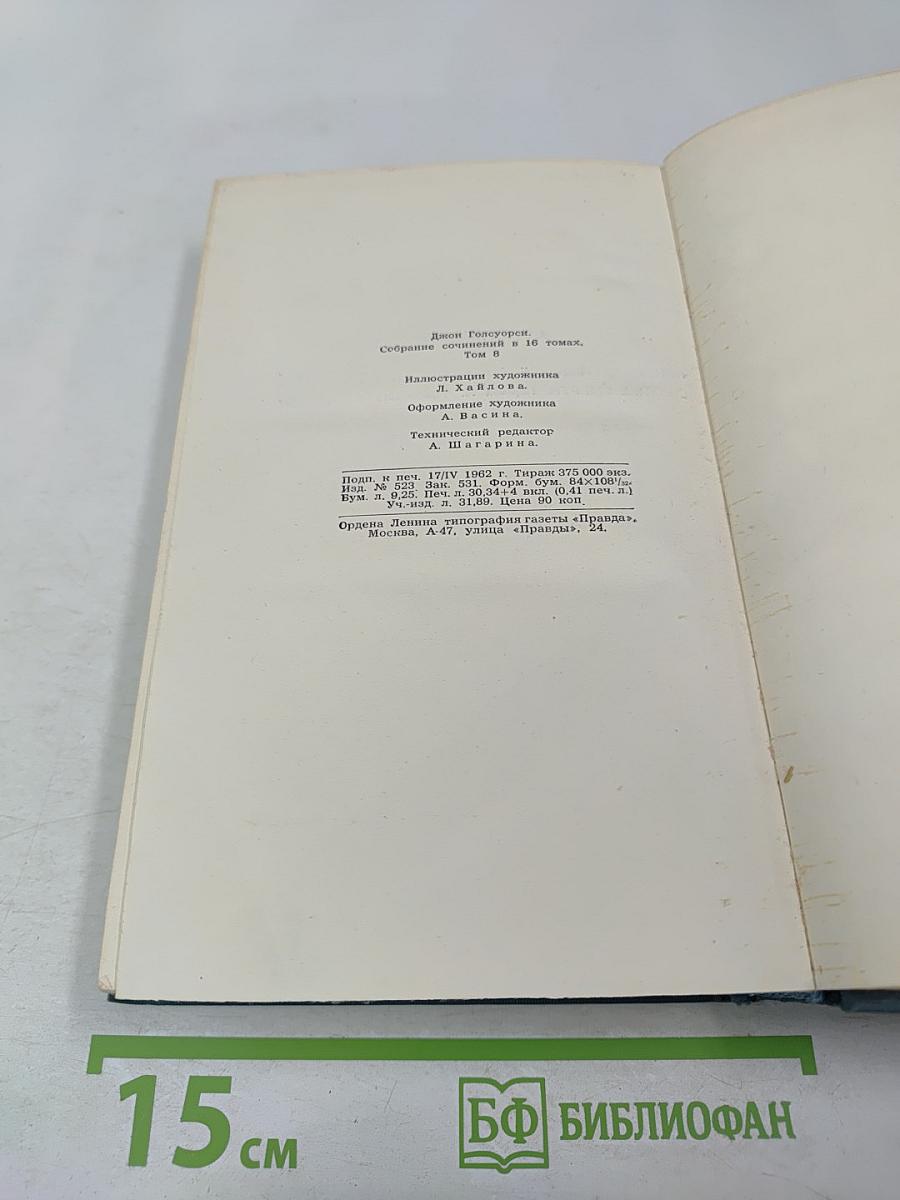 Джон Голсуорси.
Собрание сочинений в 16 томах.
Том 8
Иллюстрации художника
Л. Хайлова.
Оформление художника
А. Васина.
Технический редактор
А. Шагарина.
Подп. к печ. 17/IV 1962 г. Тираж 375 000 экз.
Изд. № 523. Зак. 531. Форм. бум. 84×108¹/₃₂.
Бум. л. 9,25. Печ. л. 30,34+4 вкл. (0,41 печ. л.)
Уч.-изд. л. 31,89. Цена 90 коп.
Ордена Ленина типография газеты «Правда».
Москва, А-47, улица «Правды», 24.
15 см
БФ БИБЛИОФАН